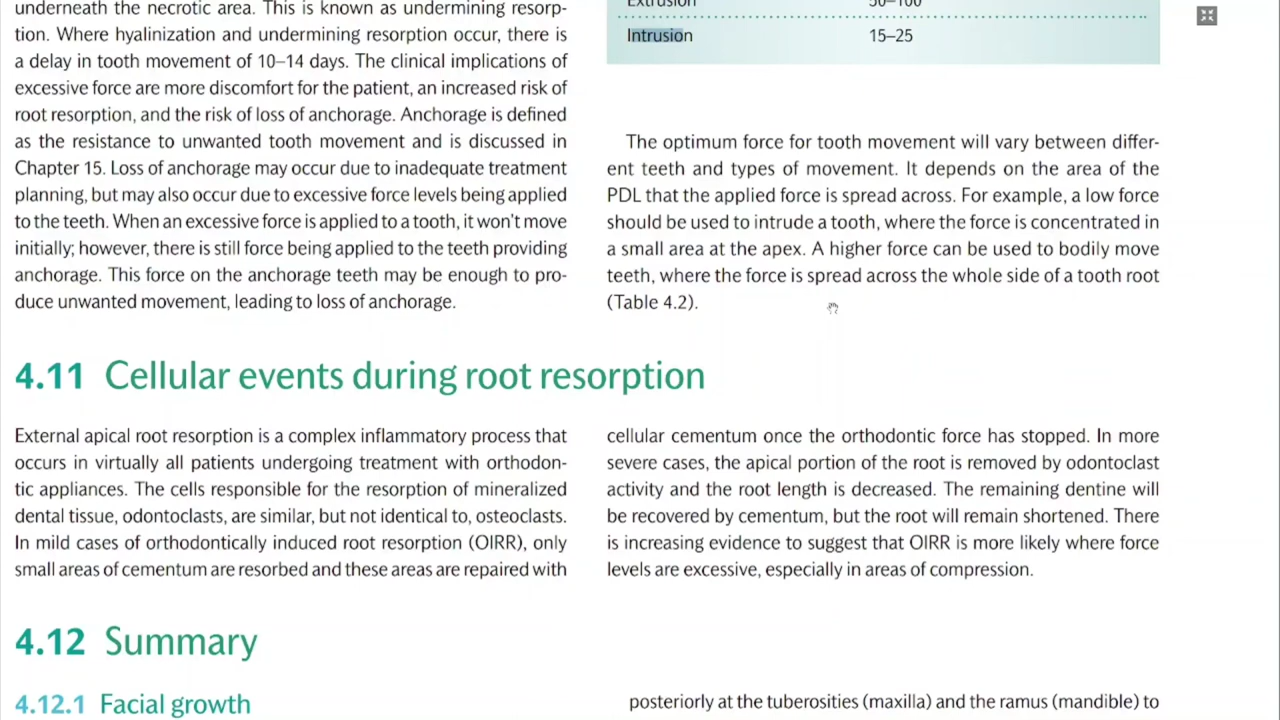 underneath the necrotic area. This is known as undermining resorp-
tion. Where hyalinization and undermining resorption occur, there is
a delay in tooth movement of 10–14 days. The clinical implications of
excessive force are more discomfort for the patient, an increased risk of
root resorption, and the risk of loss of anchorage. Anchorage is defined
as the resistance to unwanted tooth movement and is discussed in
Chapter 15. Loss of anchorage may occur due to inadequate treatment
planning, but may also occur due to excessive force levels being applied
to the teeth. When an excessive force is applied to a tooth, it won't move
initially; however, there is still force being applied to the teeth providing
anchorage. This force on the anchorage teeth may be enough to pro-
duce unwanted movement, leading to loss of anchorage.
Extrusion 50–100
Intrusion 15–25
The optimum force for tooth movement will vary between differ-
ent teeth and types of movement. It depends on the area of the
PDL that the applied force is spread across. For example, a low force
should be used to intrude a tooth, where the force is concentrated in
a small area at the apex. A higher force can be used to bodily move
teeth, where the force is spread across the whole side of a tooth root
(Table 4.2).
4.11 Cellular events during root resorption
External apical root resorption is a complex inflammatory process that
occurs in virtually all patients undergoing treatment with orthodon-
tic appliances. The cells responsible for the resorption of mineralized
dental tissue, odontoclasts, are similar, but not identical to, osteoclasts.
In mild cases of orthodontically induced root resorption (OIRR), only
small areas of cementum are resorbed and these areas are repaired with
cellular cementum once the orthodontic force has stopped. In more
severe cases, the apical portion of the root is removed by odontoclast
activity and the root length is decreased. The remaining dentine will
be recovered by cementum, but the root will remain shortened. There
is increasing evidence to suggest that OIRR is more likely where force
levels are excessive, especially in areas of compression.
4.12 Summary
4.12.1 Facial growth
posteriorly at the tuberosities (maxilla) and the ramus (mandible) to